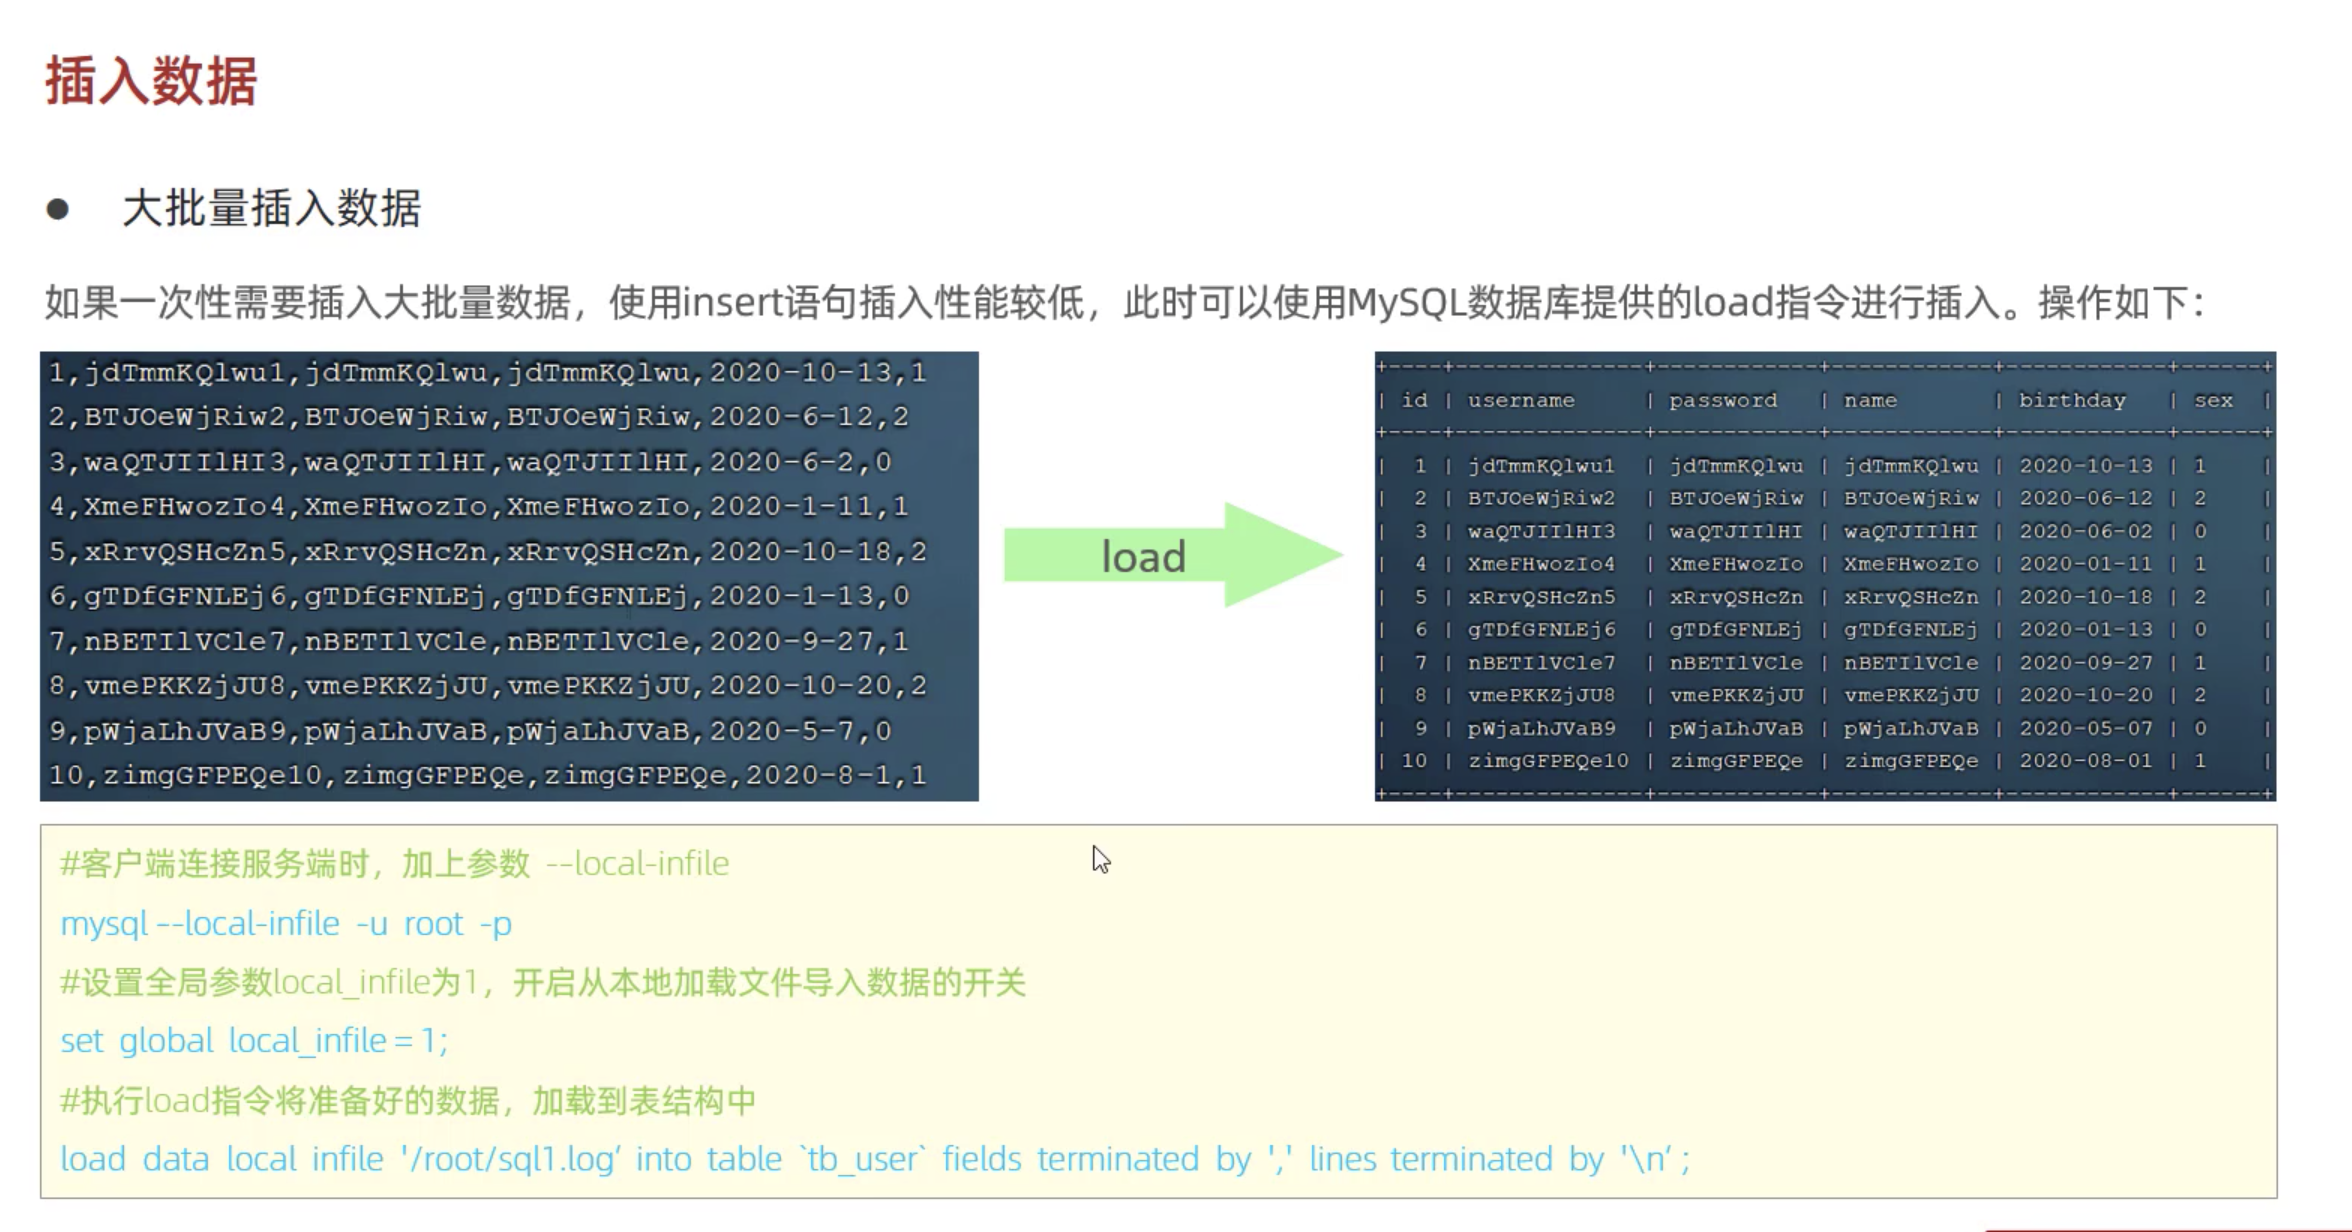 插入数据
● 大批量插入数据
如果一次性需要插入大批量数据，使用insert语句插入性能较低，此时可以使用MySQL数据库提供的load指令进行插入。操作如下：
1,jdTmmKQlwu1,jdTmmKQlwu,jdTmmKQlwu,2020-10-13,1
2,BTJOeWjRiw2,BTJOeWjRiw,BTJOeWjRiw,2020-6-12,2
3,waQTJIIlHI3,waQTJIIlHI,waQTJIIlHI,2020-6-2,0
4,XmeFHwozIo4,XmeFHwozIo,XmeFHwozIo,2020-1-11,1
5,xRrvQSHcZn5,xRrvQSHcZn,xRrvQSHcZn,2020-10-18,2
6,gTDfGFNLEj6,gTDfGFNLEj,gTDfGFNLEj,2020-1-13,0
7,nBETIlVCle7,nBETIlVCle,nBETIlVCle,2020-9-27,1
8,vmePKKZjJU8,vmePKKZjJU,vmePKKZjJU,2020-10-20,2
9,pWjaLhJVaB9,pWjaLhJVaB,pWjaLhJVaB,2020-5-7,0
10,zimgGFPEQe10,zimgGFPEQe,zimgGFPEQe,2020-8-1,1
load
| id | username | password | name | birthday | sex |
| 1 | jdTmmKQlwu1 | jdTmmKQlwu | jdTmmKQlwu | 2020-10-13 | 1 |
| 2 | BTJOeWjRiw2 | BTJOeWjRiw | BTJOeWjRiw | 2020-06-12 | 2 |
| 3 | waQTJIIlHI3 | waQTJIIlHI | waQTJIIlHI | 2020-06-02 | 0 |
| 4 | XmeFHwozIo4 | XmeFHwozIo | XmeFHwozIo | 2020-01-11 | 1 |
| 5 | xRrvQSHcZn5 | xRrvQSHcZn | xRrvQSHcZn | 2020-10-18 | 2 |
| 6 | gTDfGFNLEj6 | gTDfGFNLEj | gTDfGFNLEj | 2020-01-13 | 0 |
| 7 | nBETIlVCle7 | nBETIlVCle | nBETIlVCle | 2020-09-27 | 1 |
| 8 | vmePKKZjJU8 | vmePKKZjJU | vmePKKZjJU | 2020-10-20 | 2 |
| 9 | pWjaLhJVaB9 | pWjaLhJVaB | pWjaLhJVaB | 2020-05-07 | 0 |
| 10 | zimgGFPEQe10 | zimgGFPEQe | zimgGFPEQe | 2020-08-01 | 1 |
#客户端连接服务端时，加上参数 --local-infile
mysql --local-infile -u root -p
#设置全局参数local_infile为1，开启从本地加载文件导入数据的开关
set global local_infile = 1;
#执行load指令将准备好的数据，加载到表结构中
load data local infile '/root/sql1.log’ into table `tb_user` fields terminated by ',' lines terminated by '\n’ ;